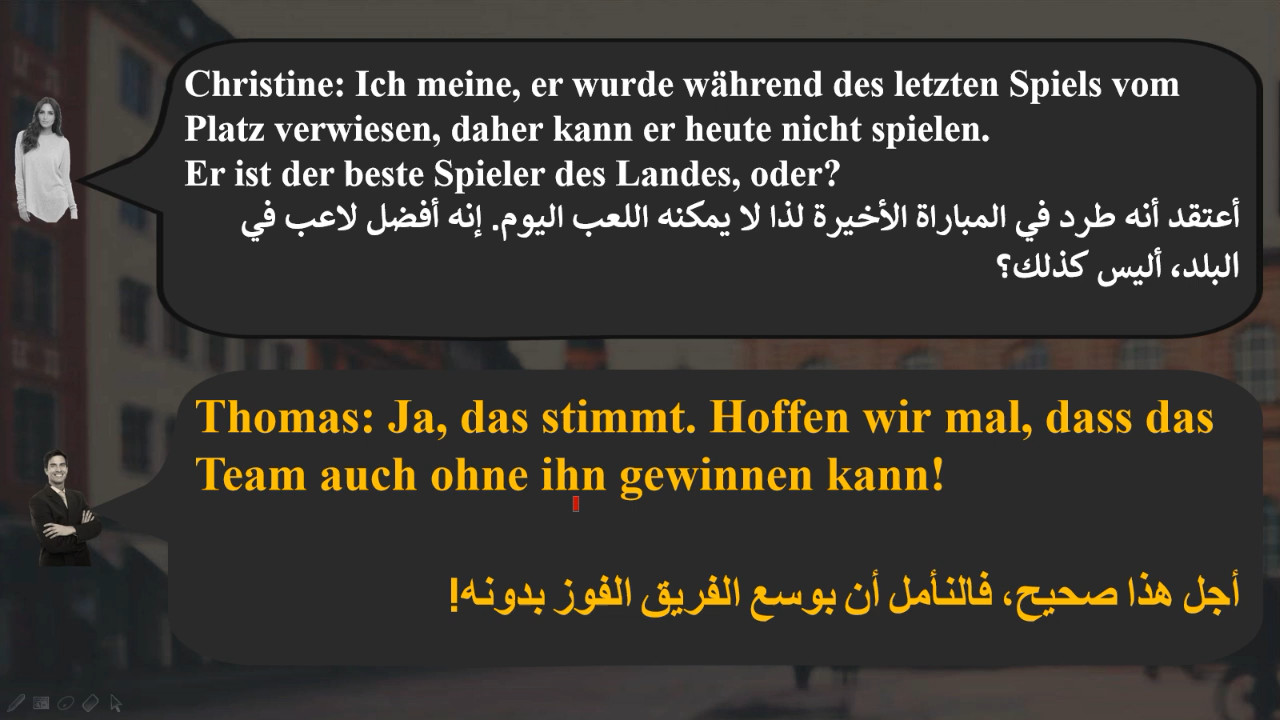 Christine: Ich meine, er wurde während des letzten Spiels vom
Platz verwiesen, daher kann er heute nicht spielen.
Er ist der beste Spieler des Landes, oder?
أعتقد أنه طرد في المباراة الأخيرة لذا لا يمكنه اللعب اليوم. إنه أفضل لاعب في
البلد، أليس كذلك؟
Thomas: Ja, das stimmt. Hoffen wir mal, dass das
Team auch ohne ihn gewinnen kann!
أجل هذا صحيح، فالنأمل أن بوسع الفريق الفوز بدونه!